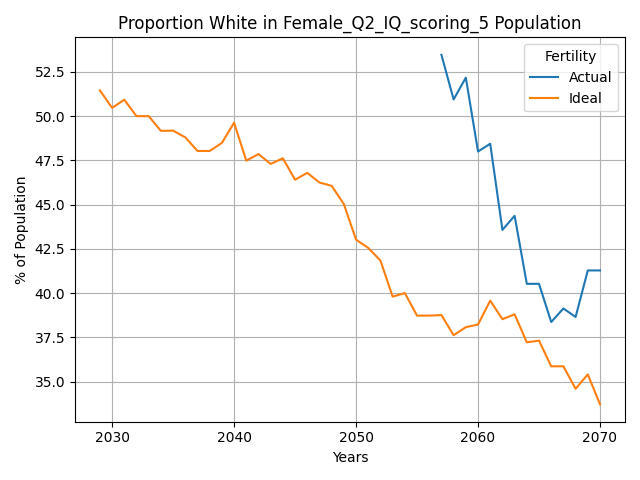 Proportion White in Female_Q2_IQ_scoring_5 Population
Fertility
Actual
Ideal
% of Population
52.5
50.0
47.5
45.0
42.5
40.0
37.5
35.0
2030 2040 2050 2060 2070
Years